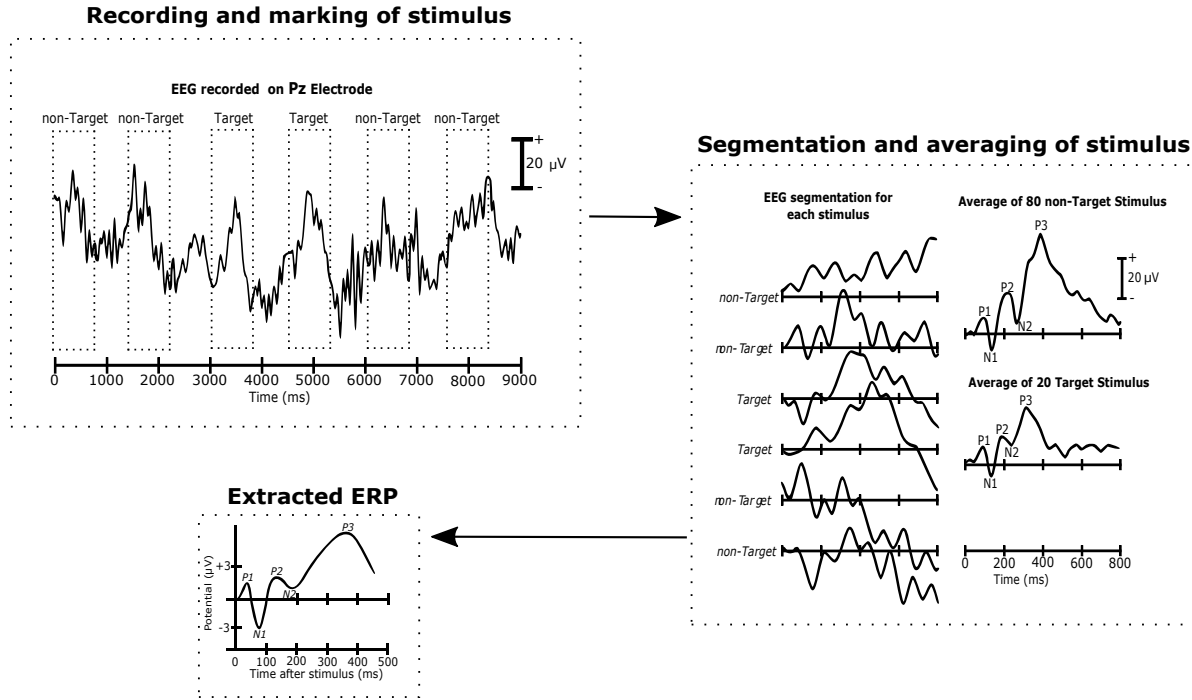 Recording and marking of stimulus
EEG recorded on Pz Electrode
non-Target non-Target Target Target non-Target non-Target
+
20 µV
-
0 1000 2000 3000 4000 5000 6000 7000 8000 9000
Time (ms)
Segmentation and averaging of stimulus
EEG segmentation for
each stimulus
non-Target
non-Target
Target
Target
non-Target
non-Target
Average of 80 non-Target Stimulus
P3
+
20 µV
-
P2
P1
N2
N1
Average of 20 Target Stimulus
P3
P2
P1
N2
N1
0 200 400 600 800
Time (ms)
Extracted ERP
P3
P2
P1
N2
N1
+3
-3
Potential (µV)
0 100 200 300 400 500
Time after stimulus (ms)